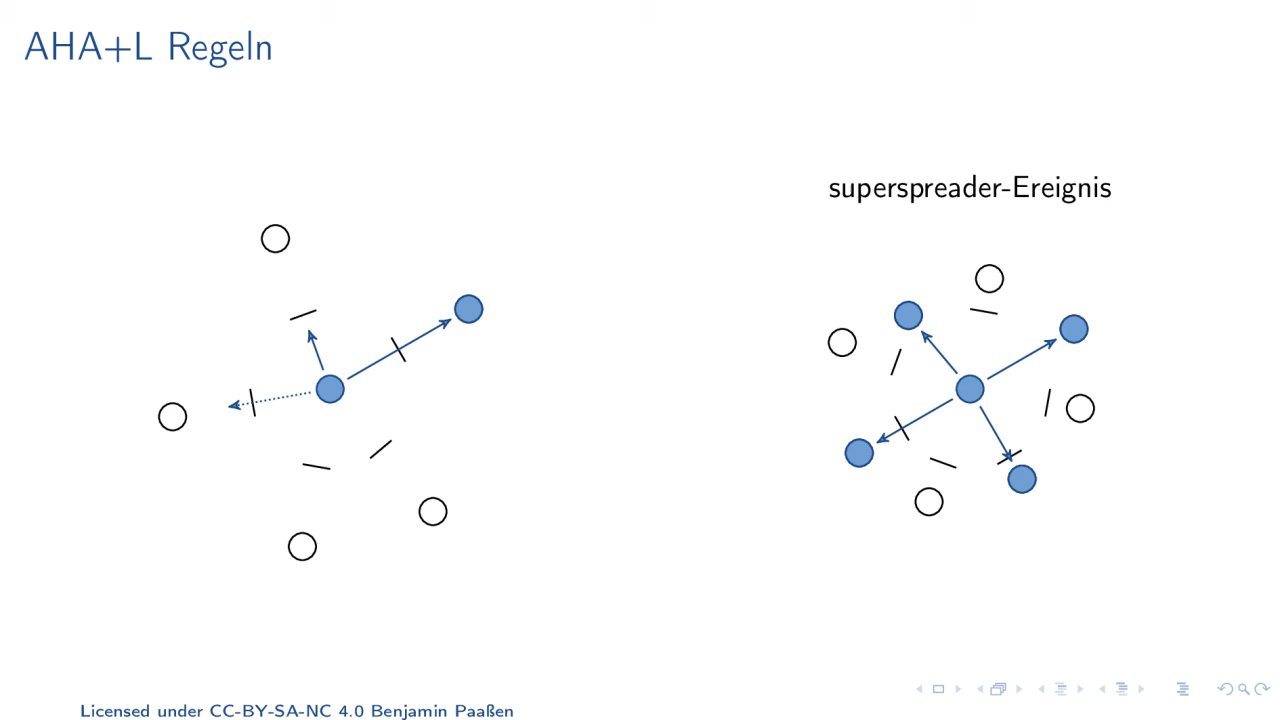 AHA+L Regeln
superspreader-Ereignis
Licensed under CC-BY-SA-NC 4.0 Benjamin Paaßen